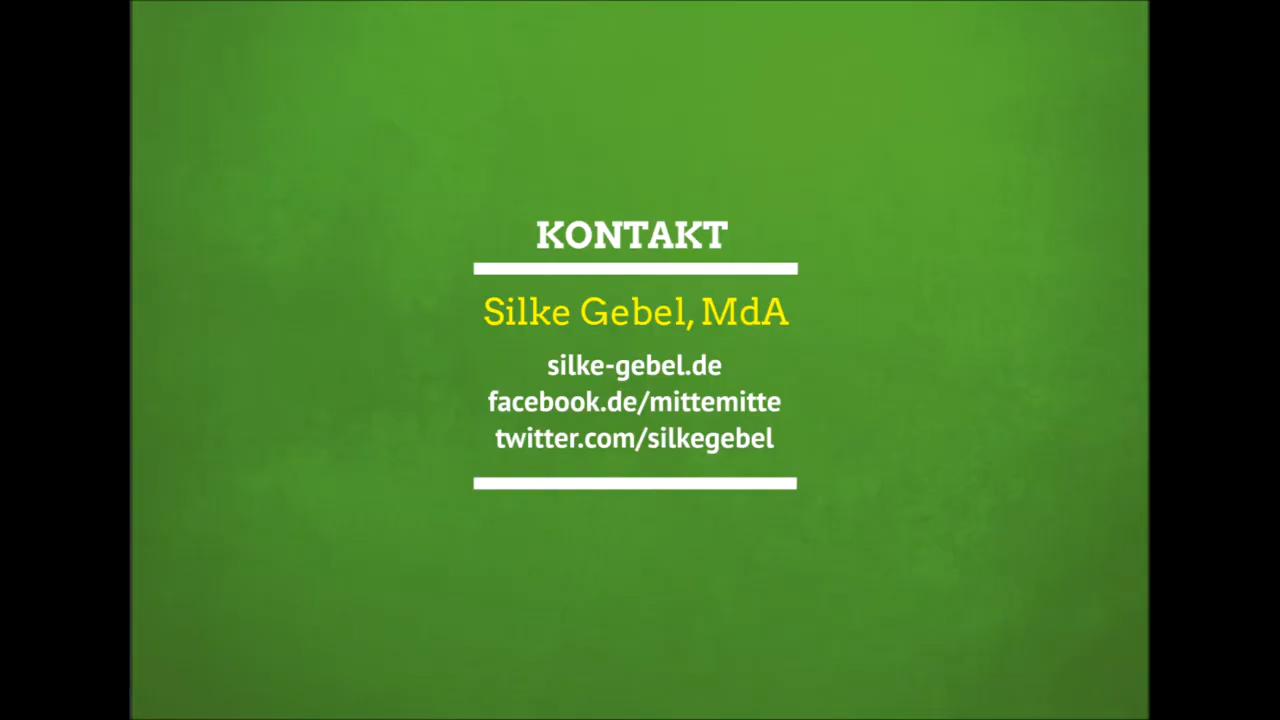 KONTAKT
Silke Gebel, MdA
silke-gebel.de
facebook.de/mittemitte
twitter.com/silkegebel